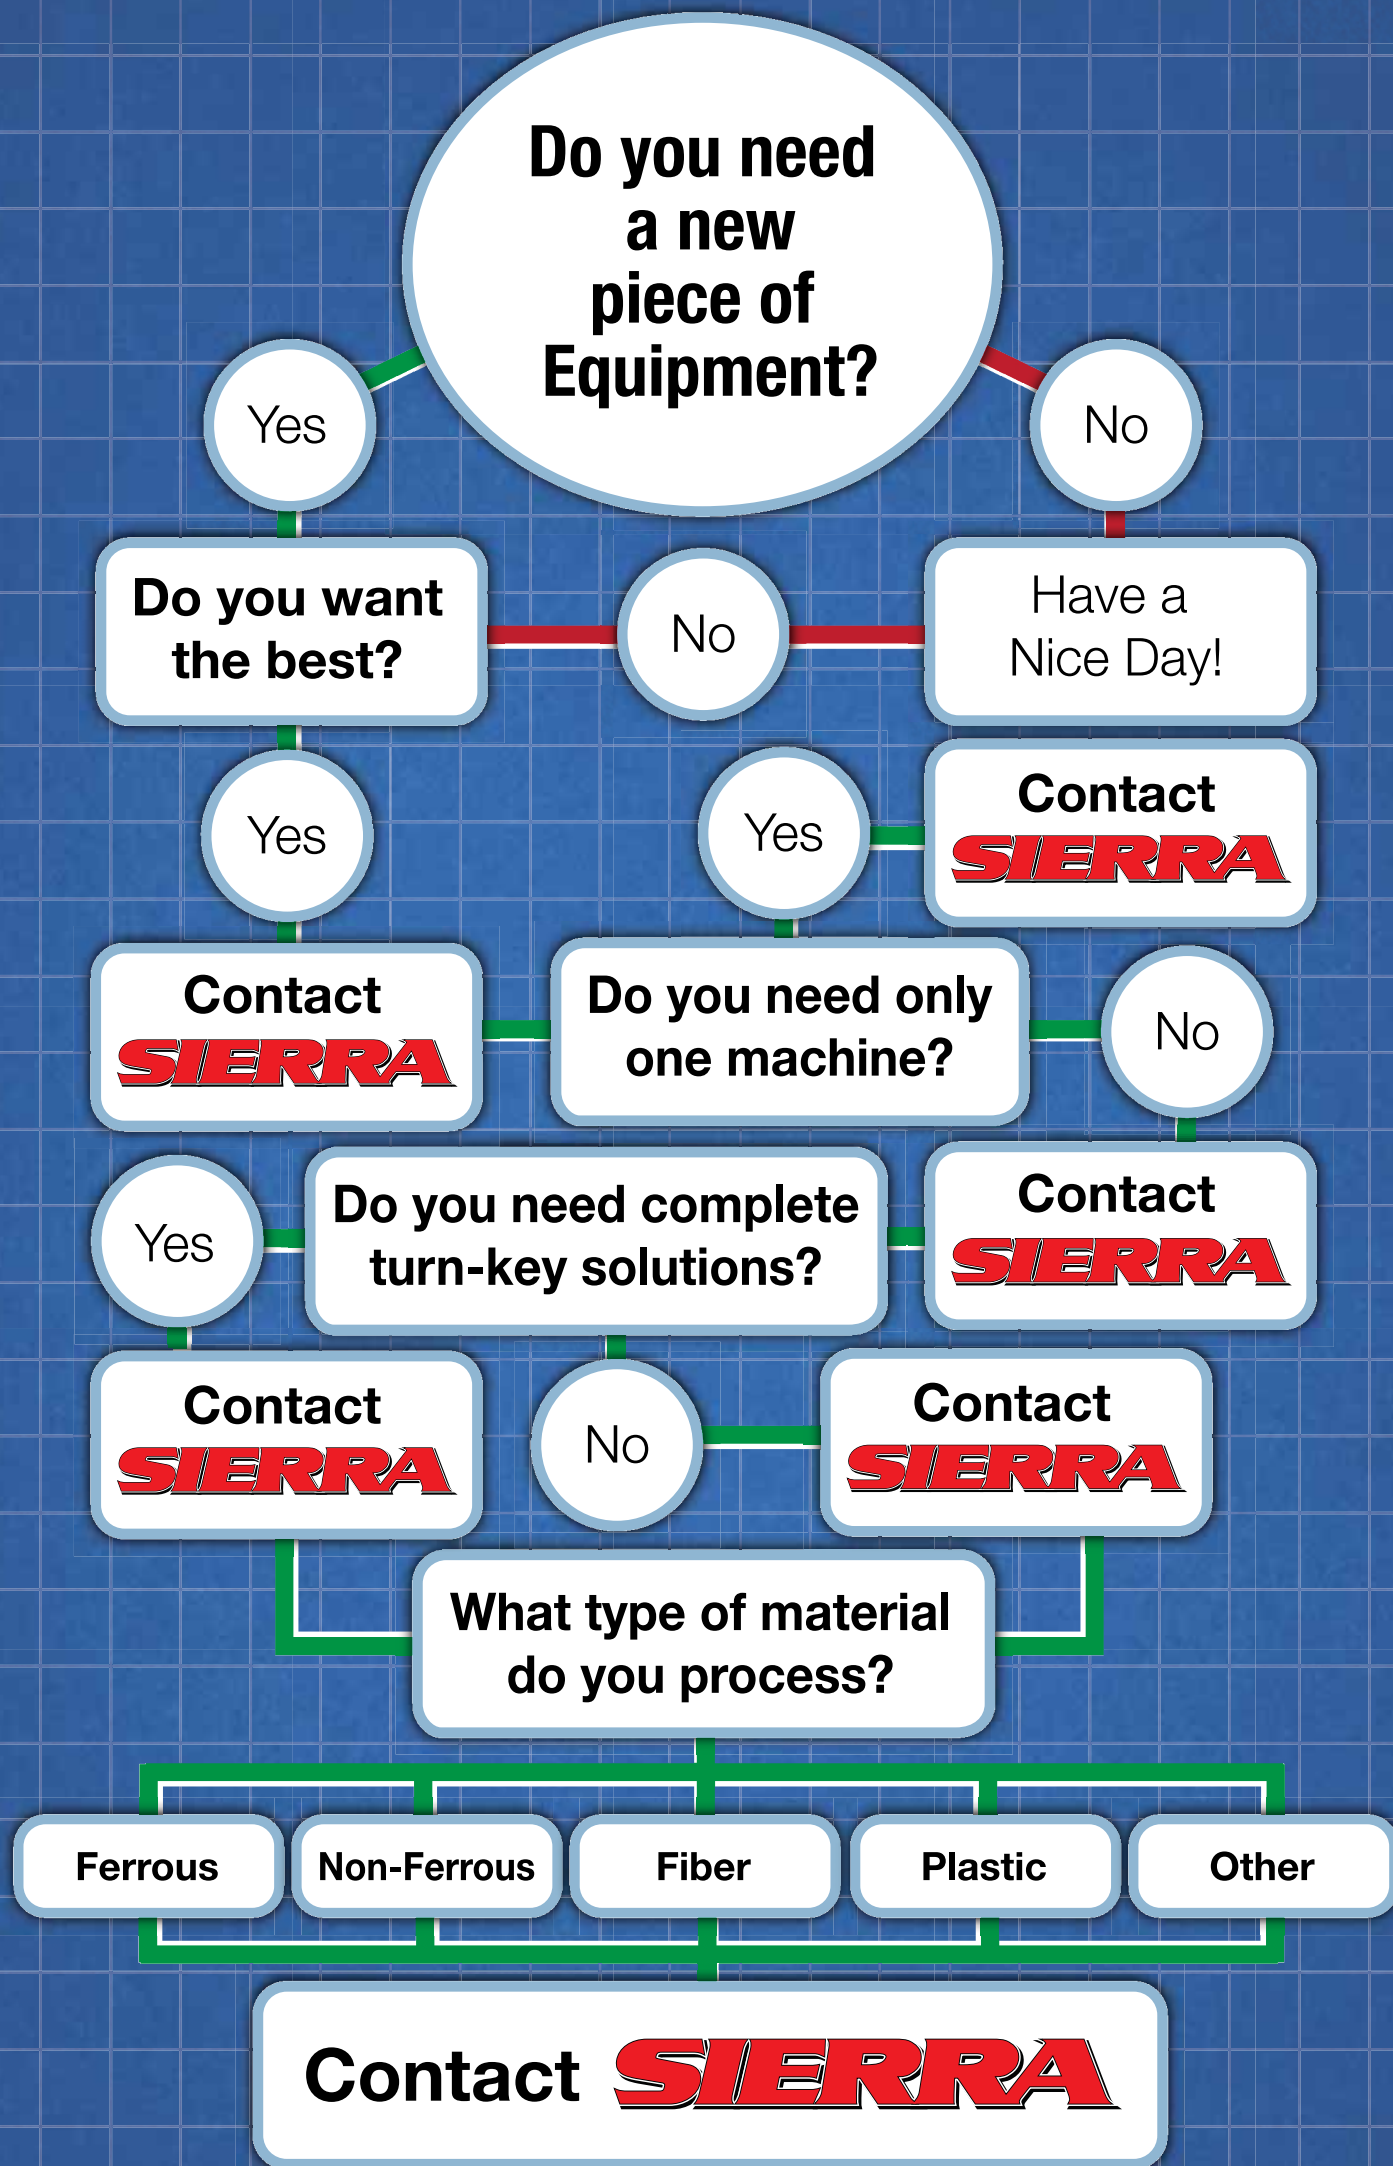 Do you need
a new
piece of
Equipment?
Yes
No
Do you want
the best?
No
Have a
Nice Day!
Yes
Yes
Contact
SIERRA
Contact
SIERRA
Do you need only
one machine?
No
Yes
Do you need complete
turn-key solutions?
Contact
SIERRA
Contact
SIERRA
No
Contact
SIERRA
What type of material
do you process?
Ferrous
Non-Ferrous
Fiber
Plastic
Other
Contact SIERRA